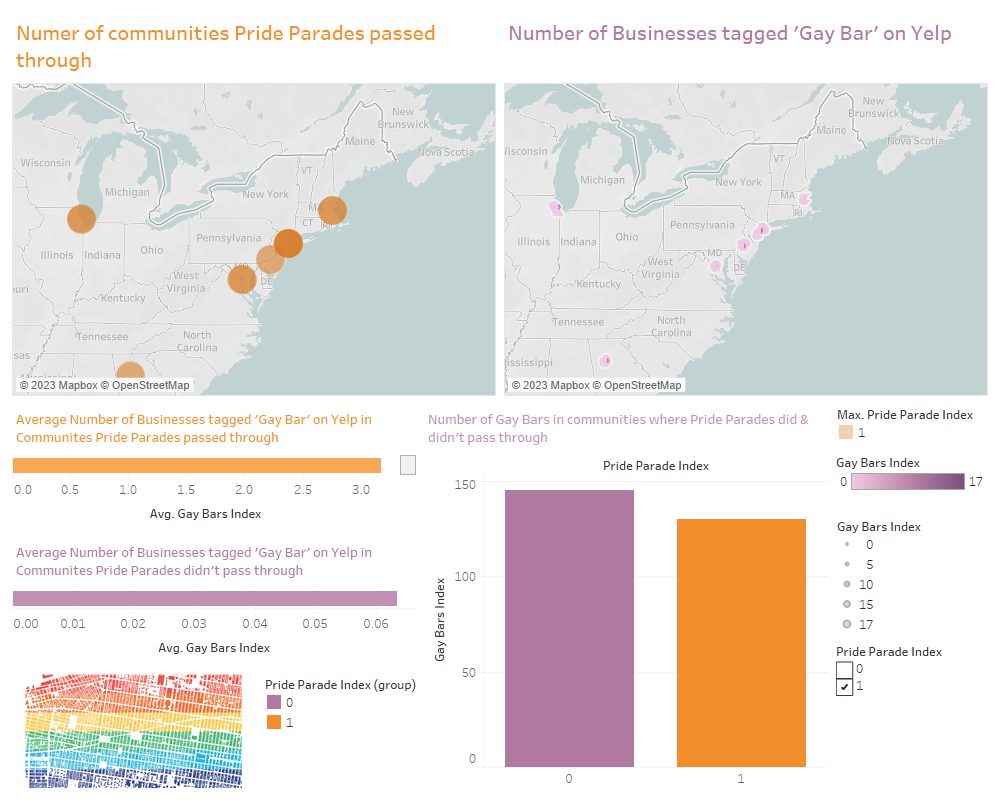 Numer of communities Pride Parades passed
through
Number of Businesses tagged 'Gay Bar' on Yelp
New
Brunswick
Maine
Nova Scotia
Wisconsin
VT
Michigan
New York
MA
CT
RI
Pennsylvania
Illinois
Indiana
Ohio
MD
DE
West
Virginia
ouri
Kentucky
Tennessee
North
Carolina
sas
Mississippi
© 2023 Mapbox © OpenStreetMap
New
Brunswick
Maine
Nova Scotia
Visconsin
VT
Michigan
New York
MA
RI
Pennsylvania
Illinois
Indiana
Ohio
MD
DE
West
Virginia
Kentucky
Tennessee
North
Carolina
ississippi
© 2023 Mapbox © OpenStreetMap
Average Number of Businesses tagged 'Gay Bar' on Yelp in
Communites Pride Parades passed through
0.0 0.5 1.0 1.5 2.0 2.5 3.0
Avg. Gay Bars Index
Average Number of Businesses tagged 'Gay Bar' on Yelp in
Communites Pride Parades didn't pass through
0.00 0.01 0.02 0.03 0.04 0.05 0.06
Avg. Gay Bars Index
Pride Parade Index (group)
0
1
Number of Gay Bars in communities where Pride Parades did &
didn't pass through
Pride Parade Index
150
100
50
0
Gay Bars Index
0 1
Max. Pride Parade Index
1
Gay Bars Index
0 17
Gay Bars Index
0
5
10
15
17
Pride Parade Index
0
1